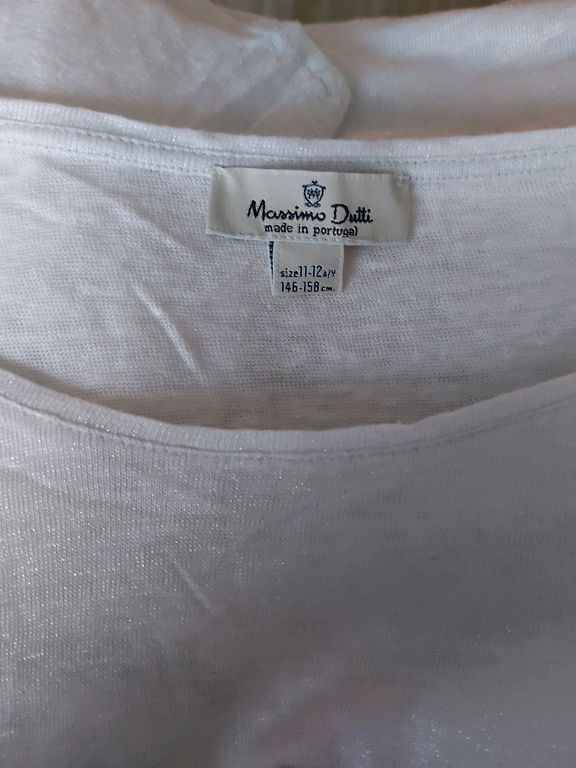 Massimo Dutti
made in portugal
size11-12A/Y
146-158cm.